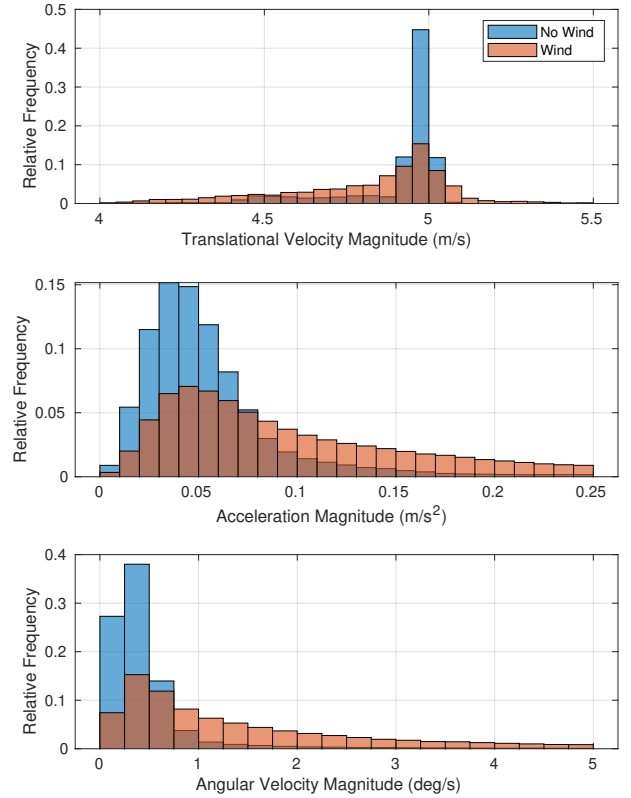 0.5
0.4
0.3
0.2
0.1
0
Relative Frequency
No Wind
Wind
4 4.5 5 5.5
Translational Velocity Magnitude (m/s)
0.15
0.1
0.05
0
Relative Frequency
0 0.05 0.1 0.15 0.2 0.25
Acceleration Magnitude (m/s²)
0.4
0.3
0.2
0.1
0
Relative Frequency
0 1 2 3 4 5
Angular Velocity Magnitude (deg/s)